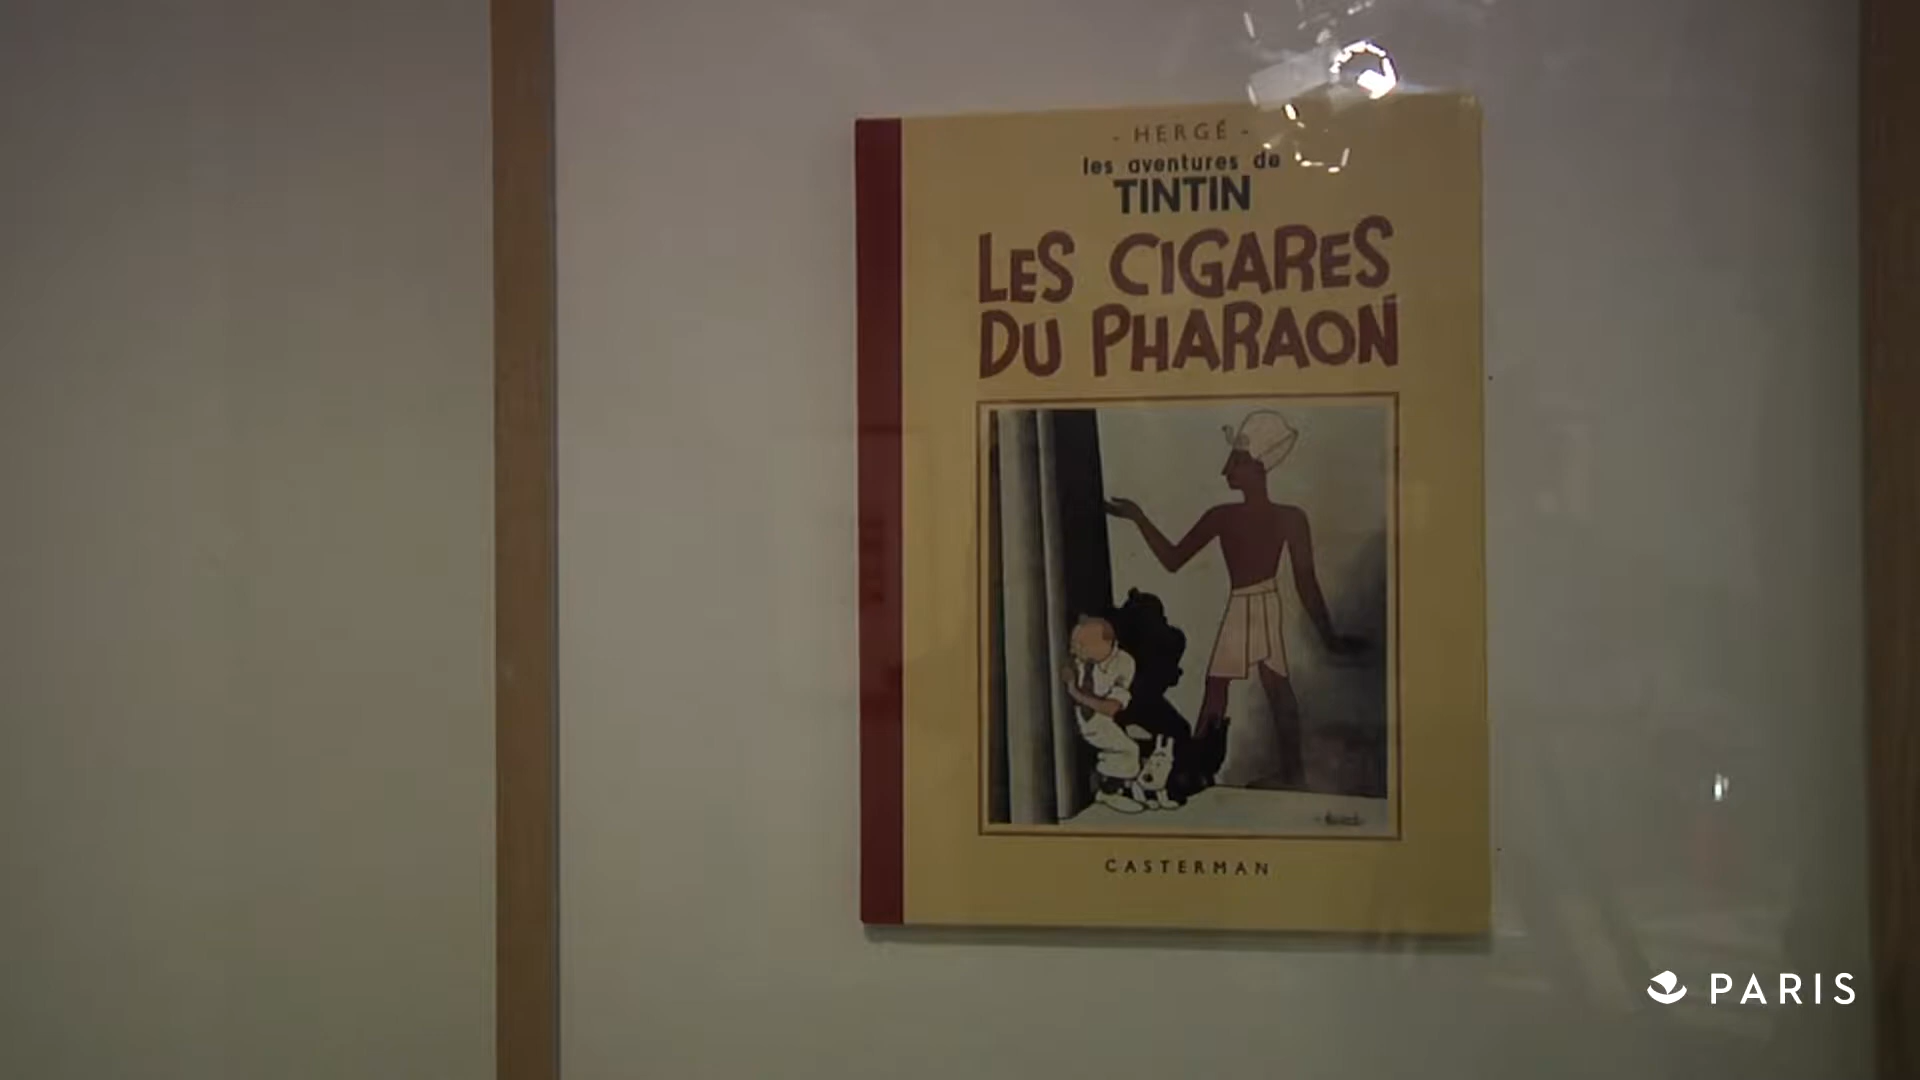 - HERGÉ -
les aventures de
TINTIN
LES CIGARES
DU PHARAON
CASTERMAN
PARIS